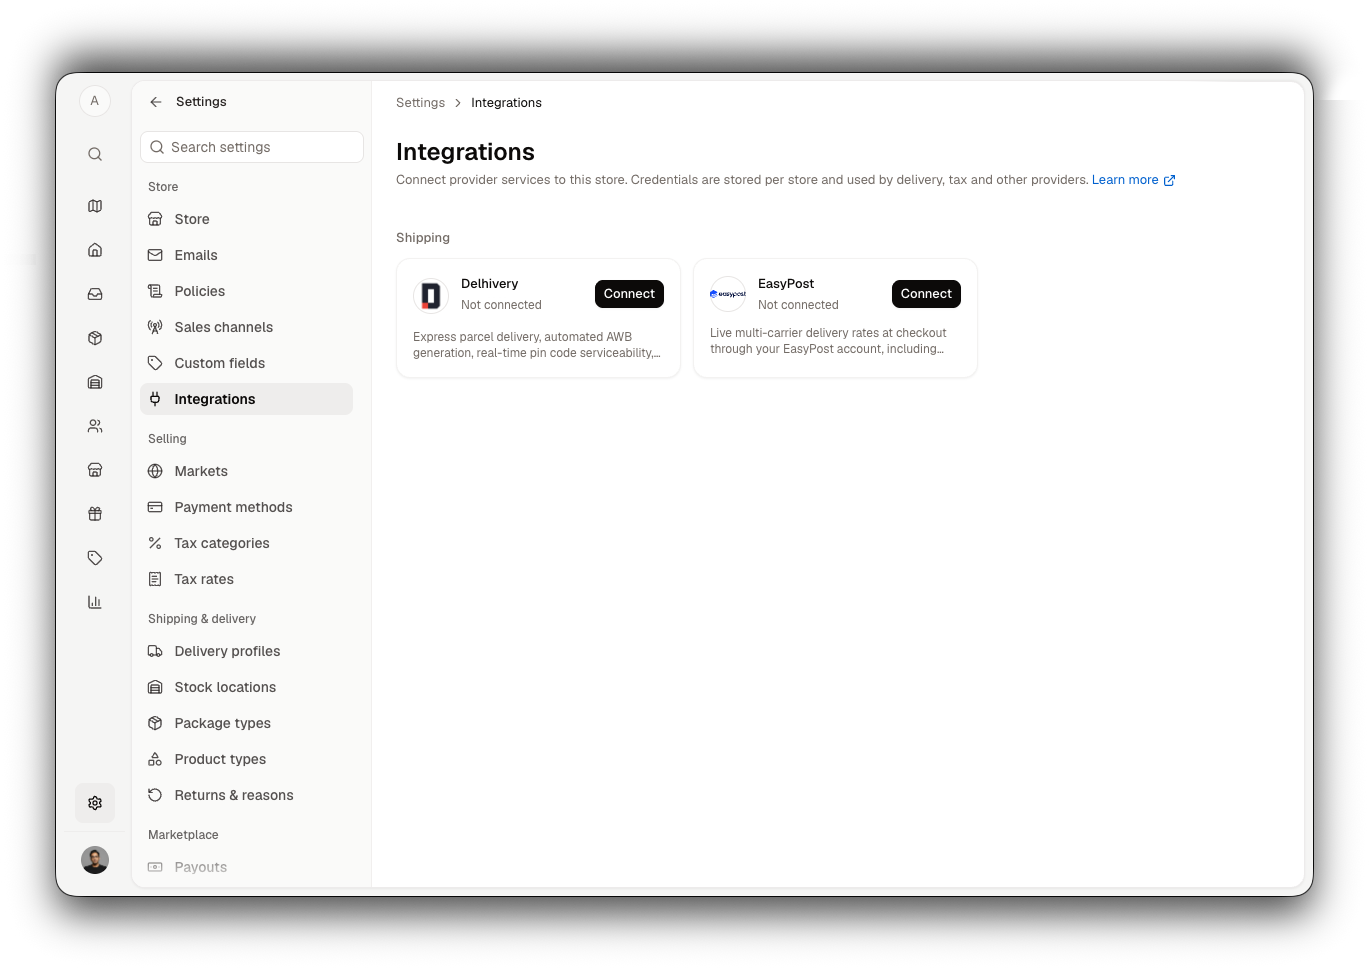 A
Settings
Search settings
Store
Store
Emails
Policies
Sales channels
Custom fields
Integrations
Selling
Markets
Payment methods
Tax categories
Tax rates
Shipping & delivery
Delivery profiles
Stock locations
Package types
Product types
Returns & reasons
Marketplace
Payouts
Settings > Integrations
Integrations
Connect provider services to this store. Credentials are stored per store and used by delivery, tax and other providers. Learn more
Shipping
Delhivery
Not connected
Connect
Express parcel delivery, automated AWB
generation, real-time pin code serviceability,...
easypost
EasyPost
Not connected
Connect
Live multi-carrier delivery rates at checkout
through your EasyPost account, including...